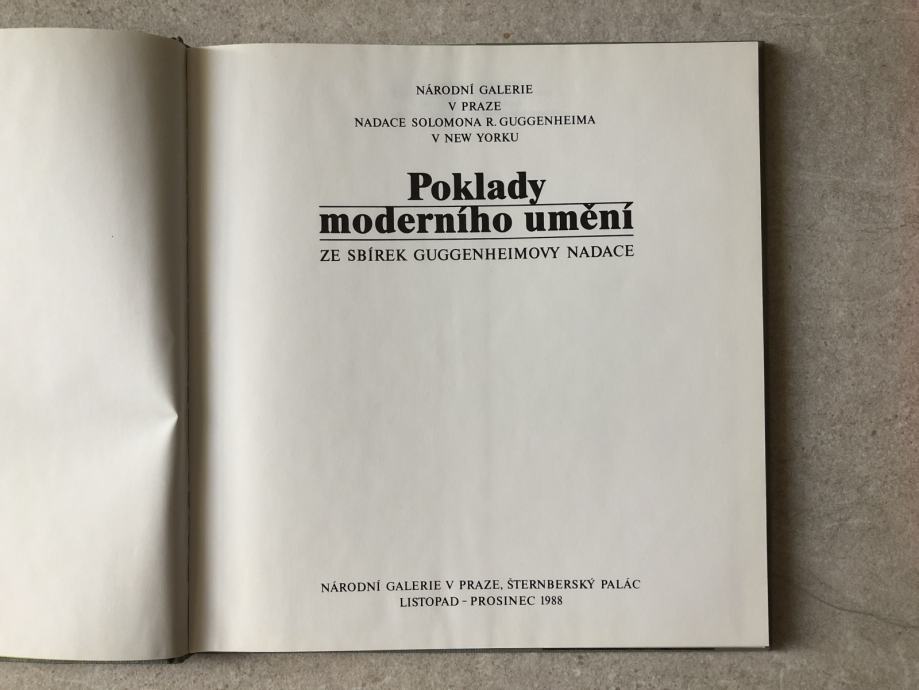 NÁRODNÍ GALERIE
V PRAZE
NADACE SOLOMONA R. GUGGENHEIMA
V NEW YORKU
Poklady
moderního umění
ZE SBÍREK GUGGENHEIMOVY NADACE
NÁRODNÍ GALERIE V PRAZE, ŠTERNBERSKÝ PALÁC
LISTOPAD – PROSINEC 1988